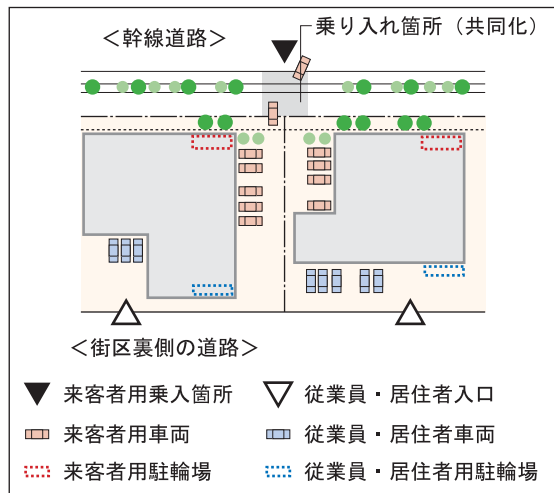 ＜幹線道路＞
乗り入れ箇所（共同化）
＜街区裏側の道路＞
来客者用乗入箇所
従業員・居住者入口
来客者用車両
従業員・居住者車両
来客者用駐輪場
従業員・居住者用駐輪場